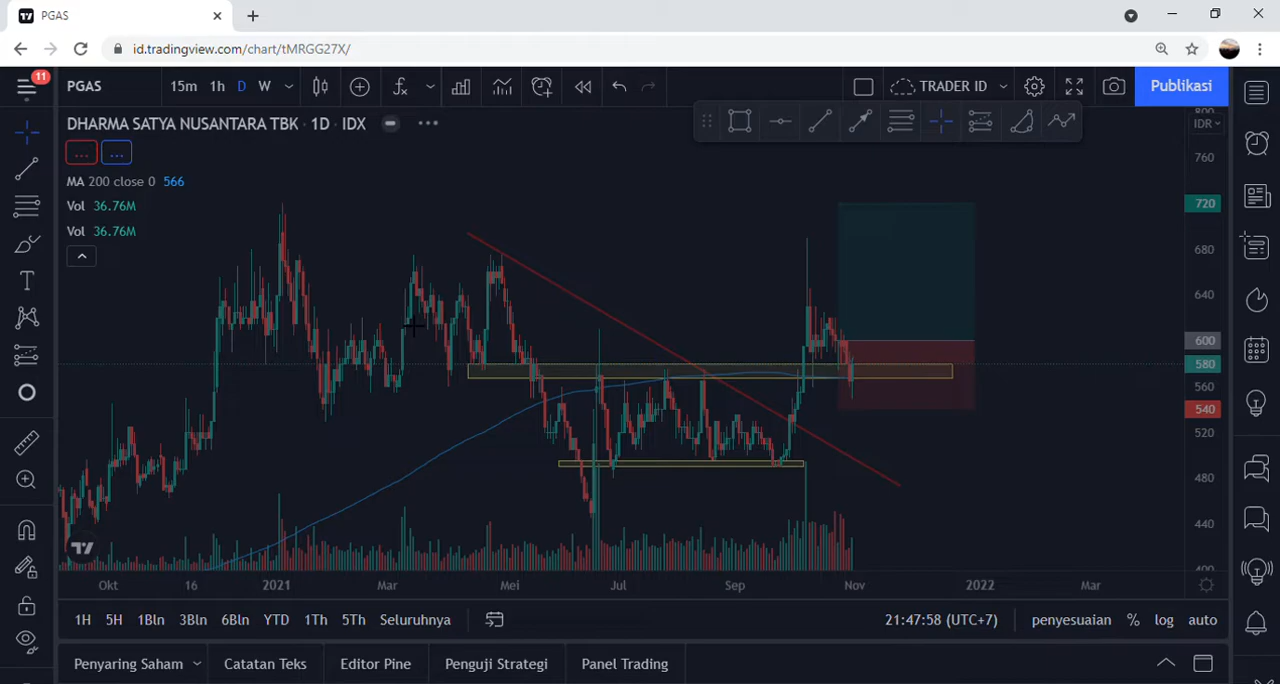 PGAS
id.tradingview.com/chart/tMRGG27X/
11
PGAS 15m 1h D W TRADER ID Publikasi
DHARMA SATYA NUSANTARA TBK · 1D · IDX
IDR
MA 200 close 0 566
Vol 36.76M
Vol 36.76M
760
720
680
640
600
580
560
540
520
480
440
Okt 16 2021 Mar Mei Jul Sep Nov 2022 Mar
1H 5H 1Bln 3Bln 6Bln YTD 1Th 5Th Seluruhnya 21:47:58 (UTC+7) penyesuaian % log auto
Penyaring Saham Catatan Teks Editor Pine Penguji Strategi Panel Trading